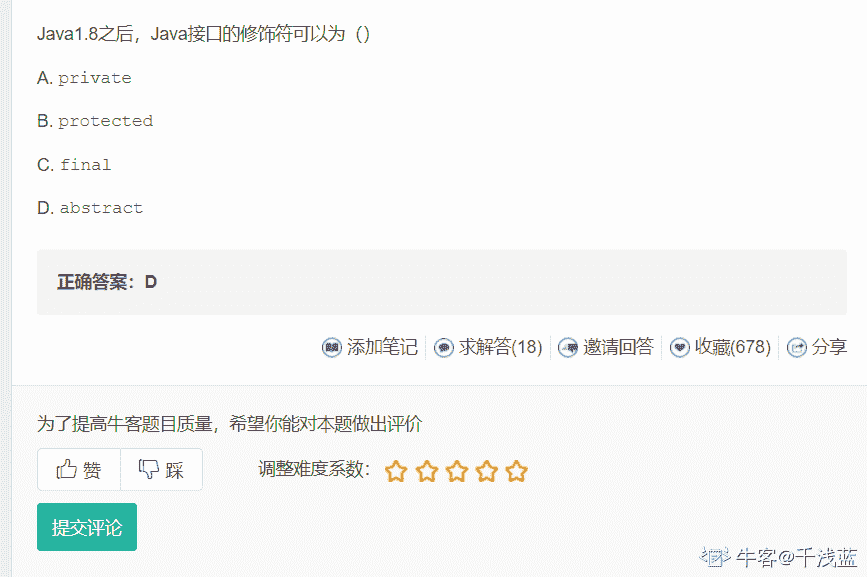 Java1.8之后，Java接口的修饰符可以为（）
A. private
B. protected
C. final
D. abstract
正确答案：D
添加笔记 求解答(18) 邀请回答 收藏(678) 分享
为了提高牛客题目质量，希望你能对本题做出评价
赞 踩 调整难度系数：
提交评论
牛客@千浅蓝